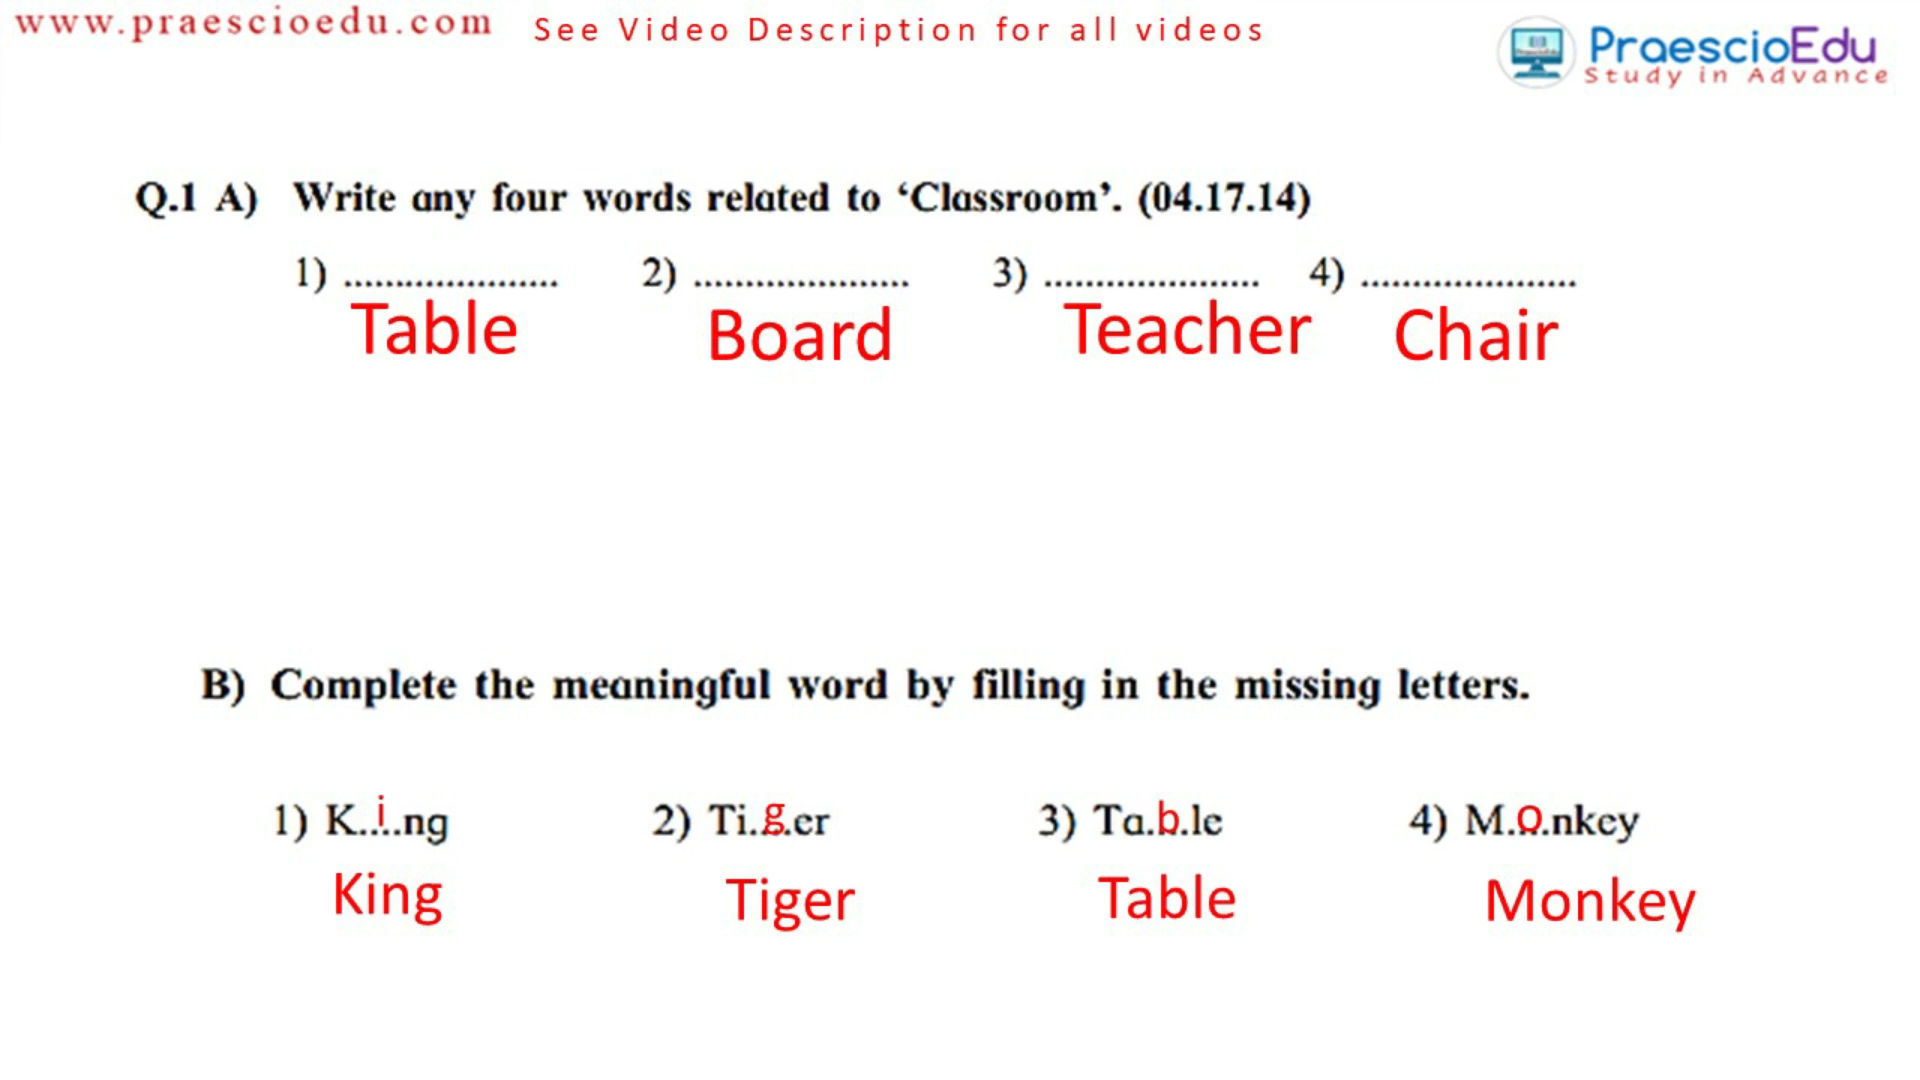 www.praescioedu.com See Video Description for all videos
PraescioEdu
Study in Advance
Q.1 A) Write any four words related to ‘Classroom’. (04.17.14)
1) ..................... 2) ..................... 3) ..................... 4) .....................
Table Board Teacher Chair
B) Complete the meaningful word by filling in the missing letters.
1) K..i..ng 2) Ti..g.er 3) Ta.b.le 4) M.o.nkey
King Tiger Table Monkey